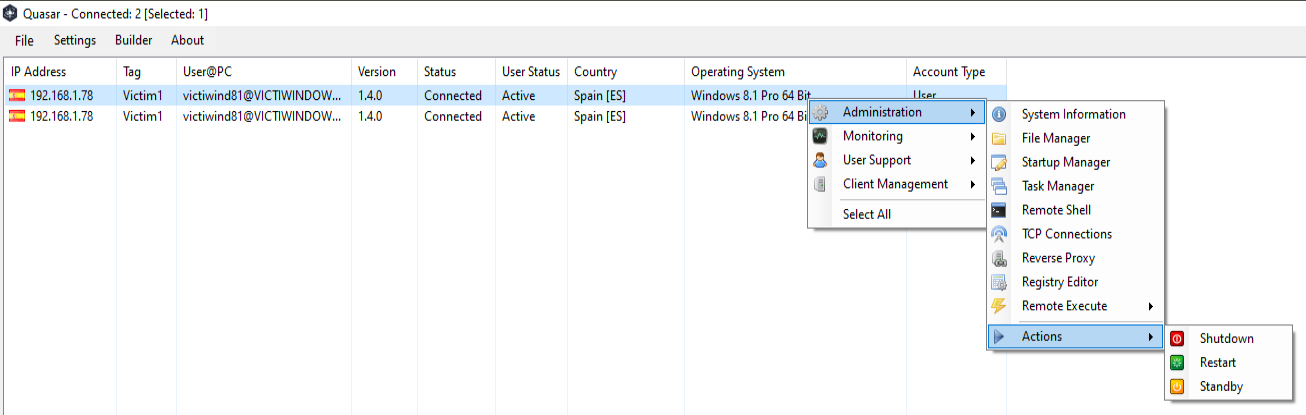 Quasar - Connected: 2 [Selected: 1]
File Settings Builder About
IP Address Tag User@PC Version Status User Status Country Operating System Account Type
192.168.1.78 Victim1 victiwind81@VICTIWINDOW... 1.4.0 Connected Active Spain [ES] Windows 8.1 Pro 64 Bit User
192.168.1.78 Victim1 victiwind81@VICTIWINDOW... 1.4.0 Connected Active Spain [ES] Windows 8.1 Pro 64 Bit
Administration
Monitoring
User Support
Client Management
Select All
System Information
File Manager
Startup Manager
Task Manager
Remote Shell
TCP Connections
Reverse Proxy
Registry Editor
Remote Execute
Actions
Shutdown
Restart
Standby